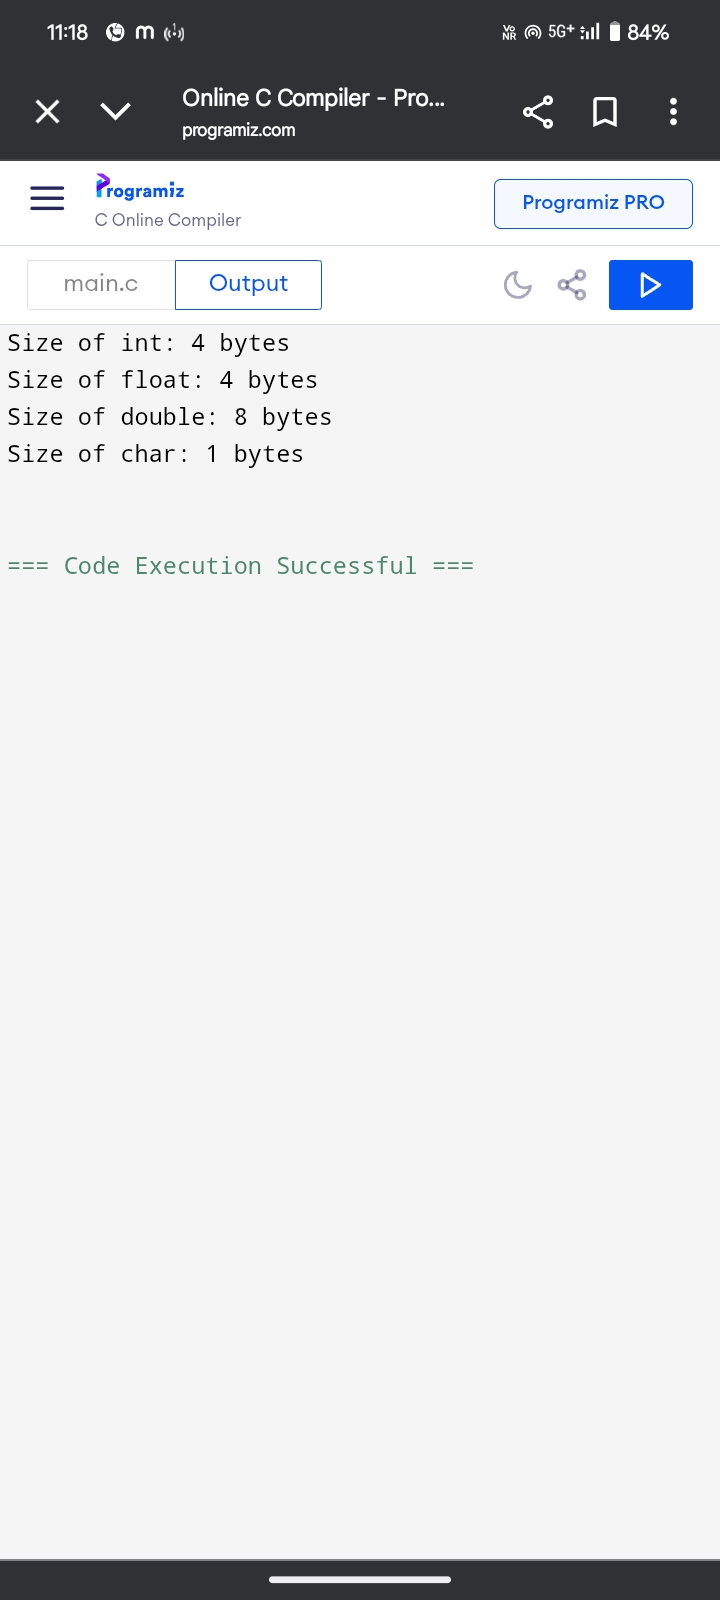 11:18 m Vo NR 5G+ 84%
Online C Compiler - Pro...
programiz.com
Programiz
C Online Compiler
Programiz PRO
main.c
Output
Size of int: 4 bytes
Size of float: 4 bytes
Size of double: 8 bytes
Size of char: 1 bytes
=== Code Execution Successful ===